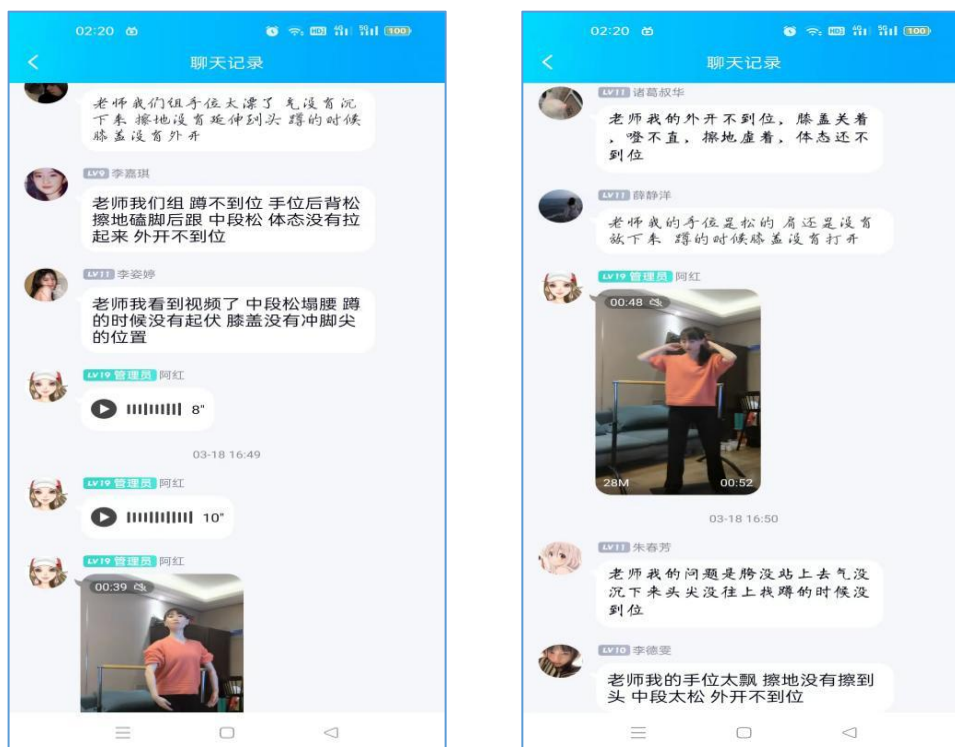 02:20
HD 4G 5G 100
聊天记录
老师我们组手位太漂了 气没有沉
下来 擦地没有延伸到头 蹲的时候
膝盖没有外开
LV9 李嘉琪
老师我们组 蹲不到位 手位后背松
擦地磕脚后跟 中段松 体态没有拉
起来 外开不到位
LV11 李姿婷
老师我看到视频了 中段松塌腰 蹲
的时候没有起伏 膝盖没有冲脚尖
的位置
LV19 管理员 阿红
8"
03-18 16:49
LV19 管理员 阿红
10"
LV19 管理员 阿红
00:39
02:20
HD 4G 5G 100
聊天记录
LV11 诸葛叔华
老师我的外开不到位，膝盖关着
，噔不直，擦地虚着，体态还不
到位
LV11 薛静洋
老师我的手位是松的 肩还是没有
放下来 蹲的时候膝盖没有打开
LV19 管理员 阿红
00:48
28M 00:52
03-18 16:50
LV11 朱春芳
老师我的问题是胯没站上去气没
沉下来头尖没往上找蹲的时候没
到位
LV10 李德雯
老师我的手位太飘 擦地没有擦到
头 中段太松 外开不到位